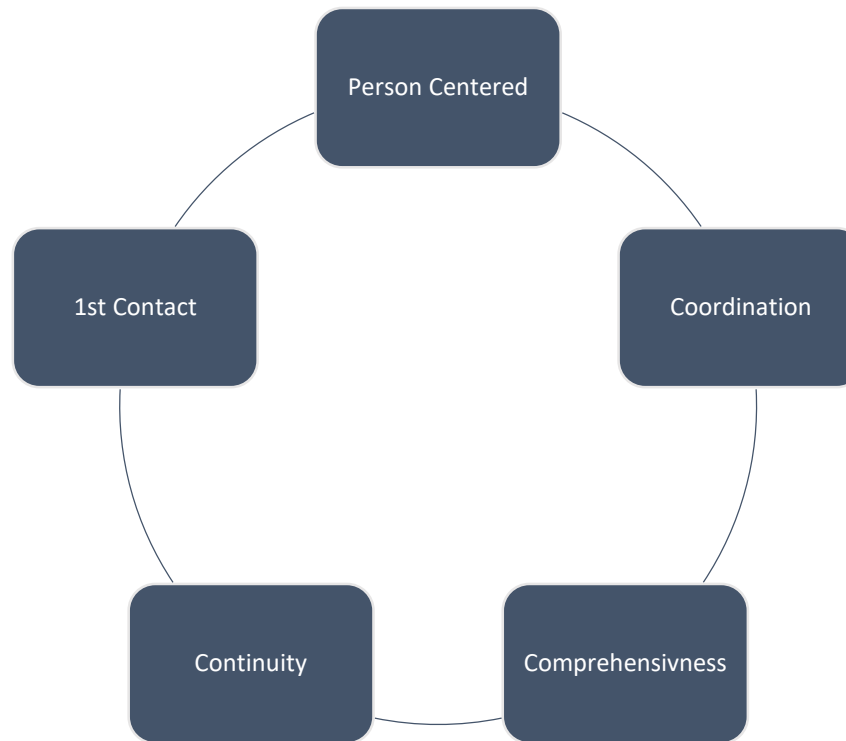 Person Centered
1st Contact
Coordination
Continuity
Comprehensivness